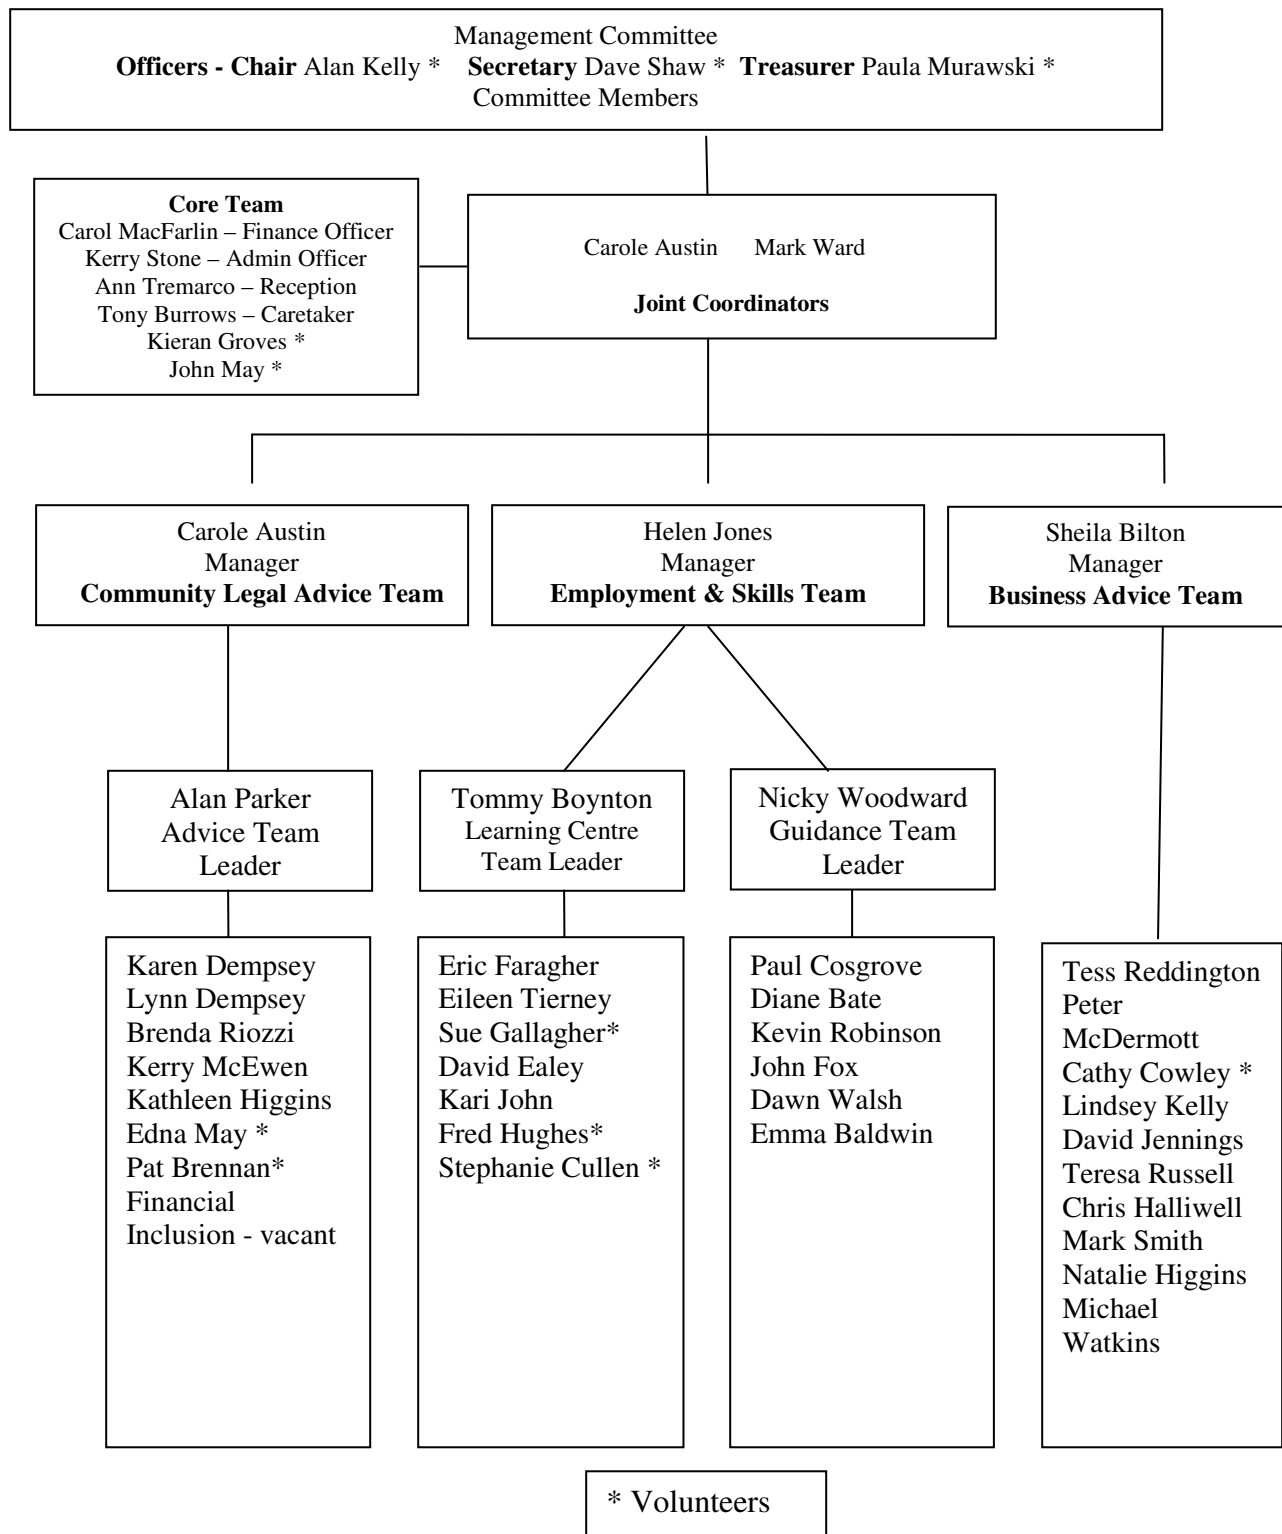 Management Committee
Officers - Chair Alan Kelly * Secretary Dave Shaw * Treasurer Paula Murawski *
Committee Members
Core Team
Carol MacFarlin – Finance Officer
Kerry Stone – Admin Officer
Ann Tremarco – Reception
Tony Burrows – Caretaker
Kieran Groves *
John May *
Carole Austin Mark Ward
Joint Coordinators
Carole Austin
Manager
Community Legal Advice Team
Helen Jones
Manager
Employment & Skills Team
Sheila Bilton
Manager
Business Advice Team
Alan Parker
Advice Team
Leader
Tommy Boynton
Learning Centre
Team Leader
Nicky Woodward
Guidance Team
Leader
Karen Dempsey
Lynn Dempsey
Brenda Riozzi
Kerry McEwen
Kathleen Higgins
Edna May *
Pat Brennan*
Financial
Inclusion - vacant
Eric Faragher
Eileen Tierney
Sue Gallagher*
David Ealey
Kari John
Fred Hughes*
Stephanie Cullen *
Paul Cosgrove
Diane Bate
Kevin Robinson
John Fox
Dawn Walsh
Emma Baldwin
Tess Reddington
Peter
McDermott
Cathy Cowley *
Lindsey Kelly
David Jennings
Teresa Russell
Chris Halliwell
Mark Smith
Natalie Higgins
Michael
Watkins
* Volunteers